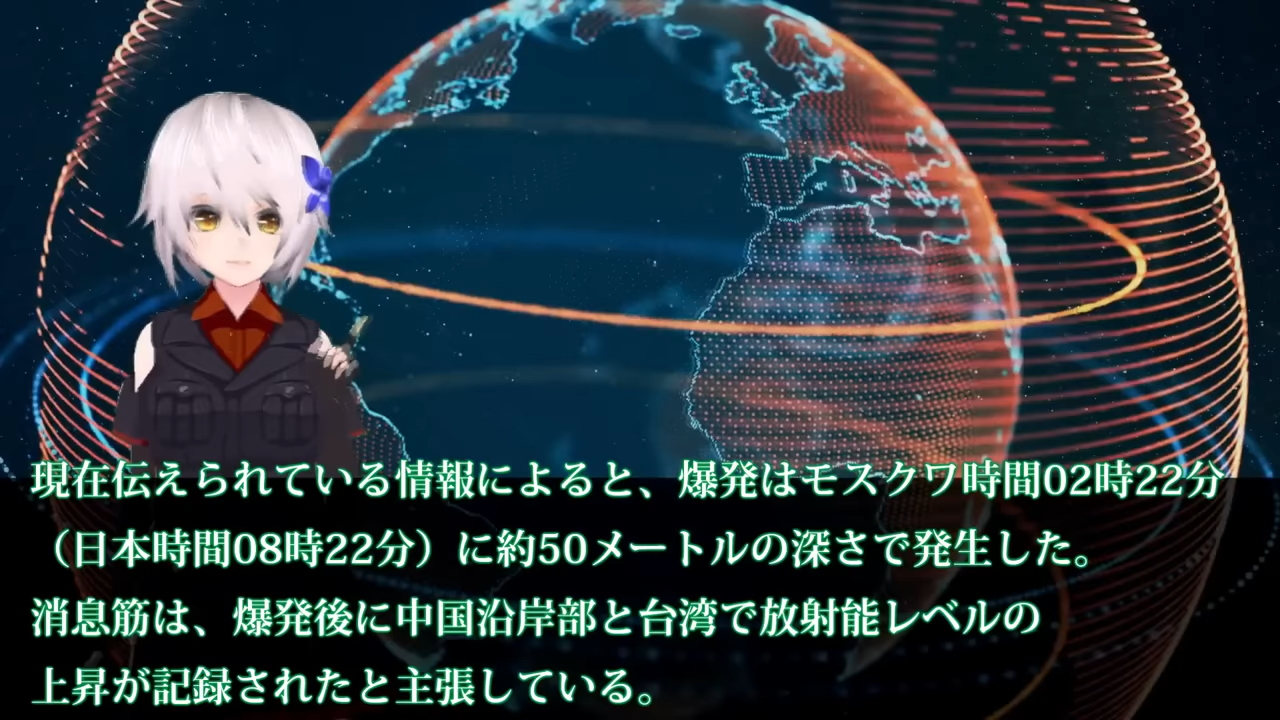 現在伝えられている情報によると、爆発はモスクワ時間02時22分
（日本時間08時22分）に約50メートルの深さで発生した。
消息筋は、爆発後に中国沿岸部と台湾で放射能レベルの
上昇が記録されたと主張している。